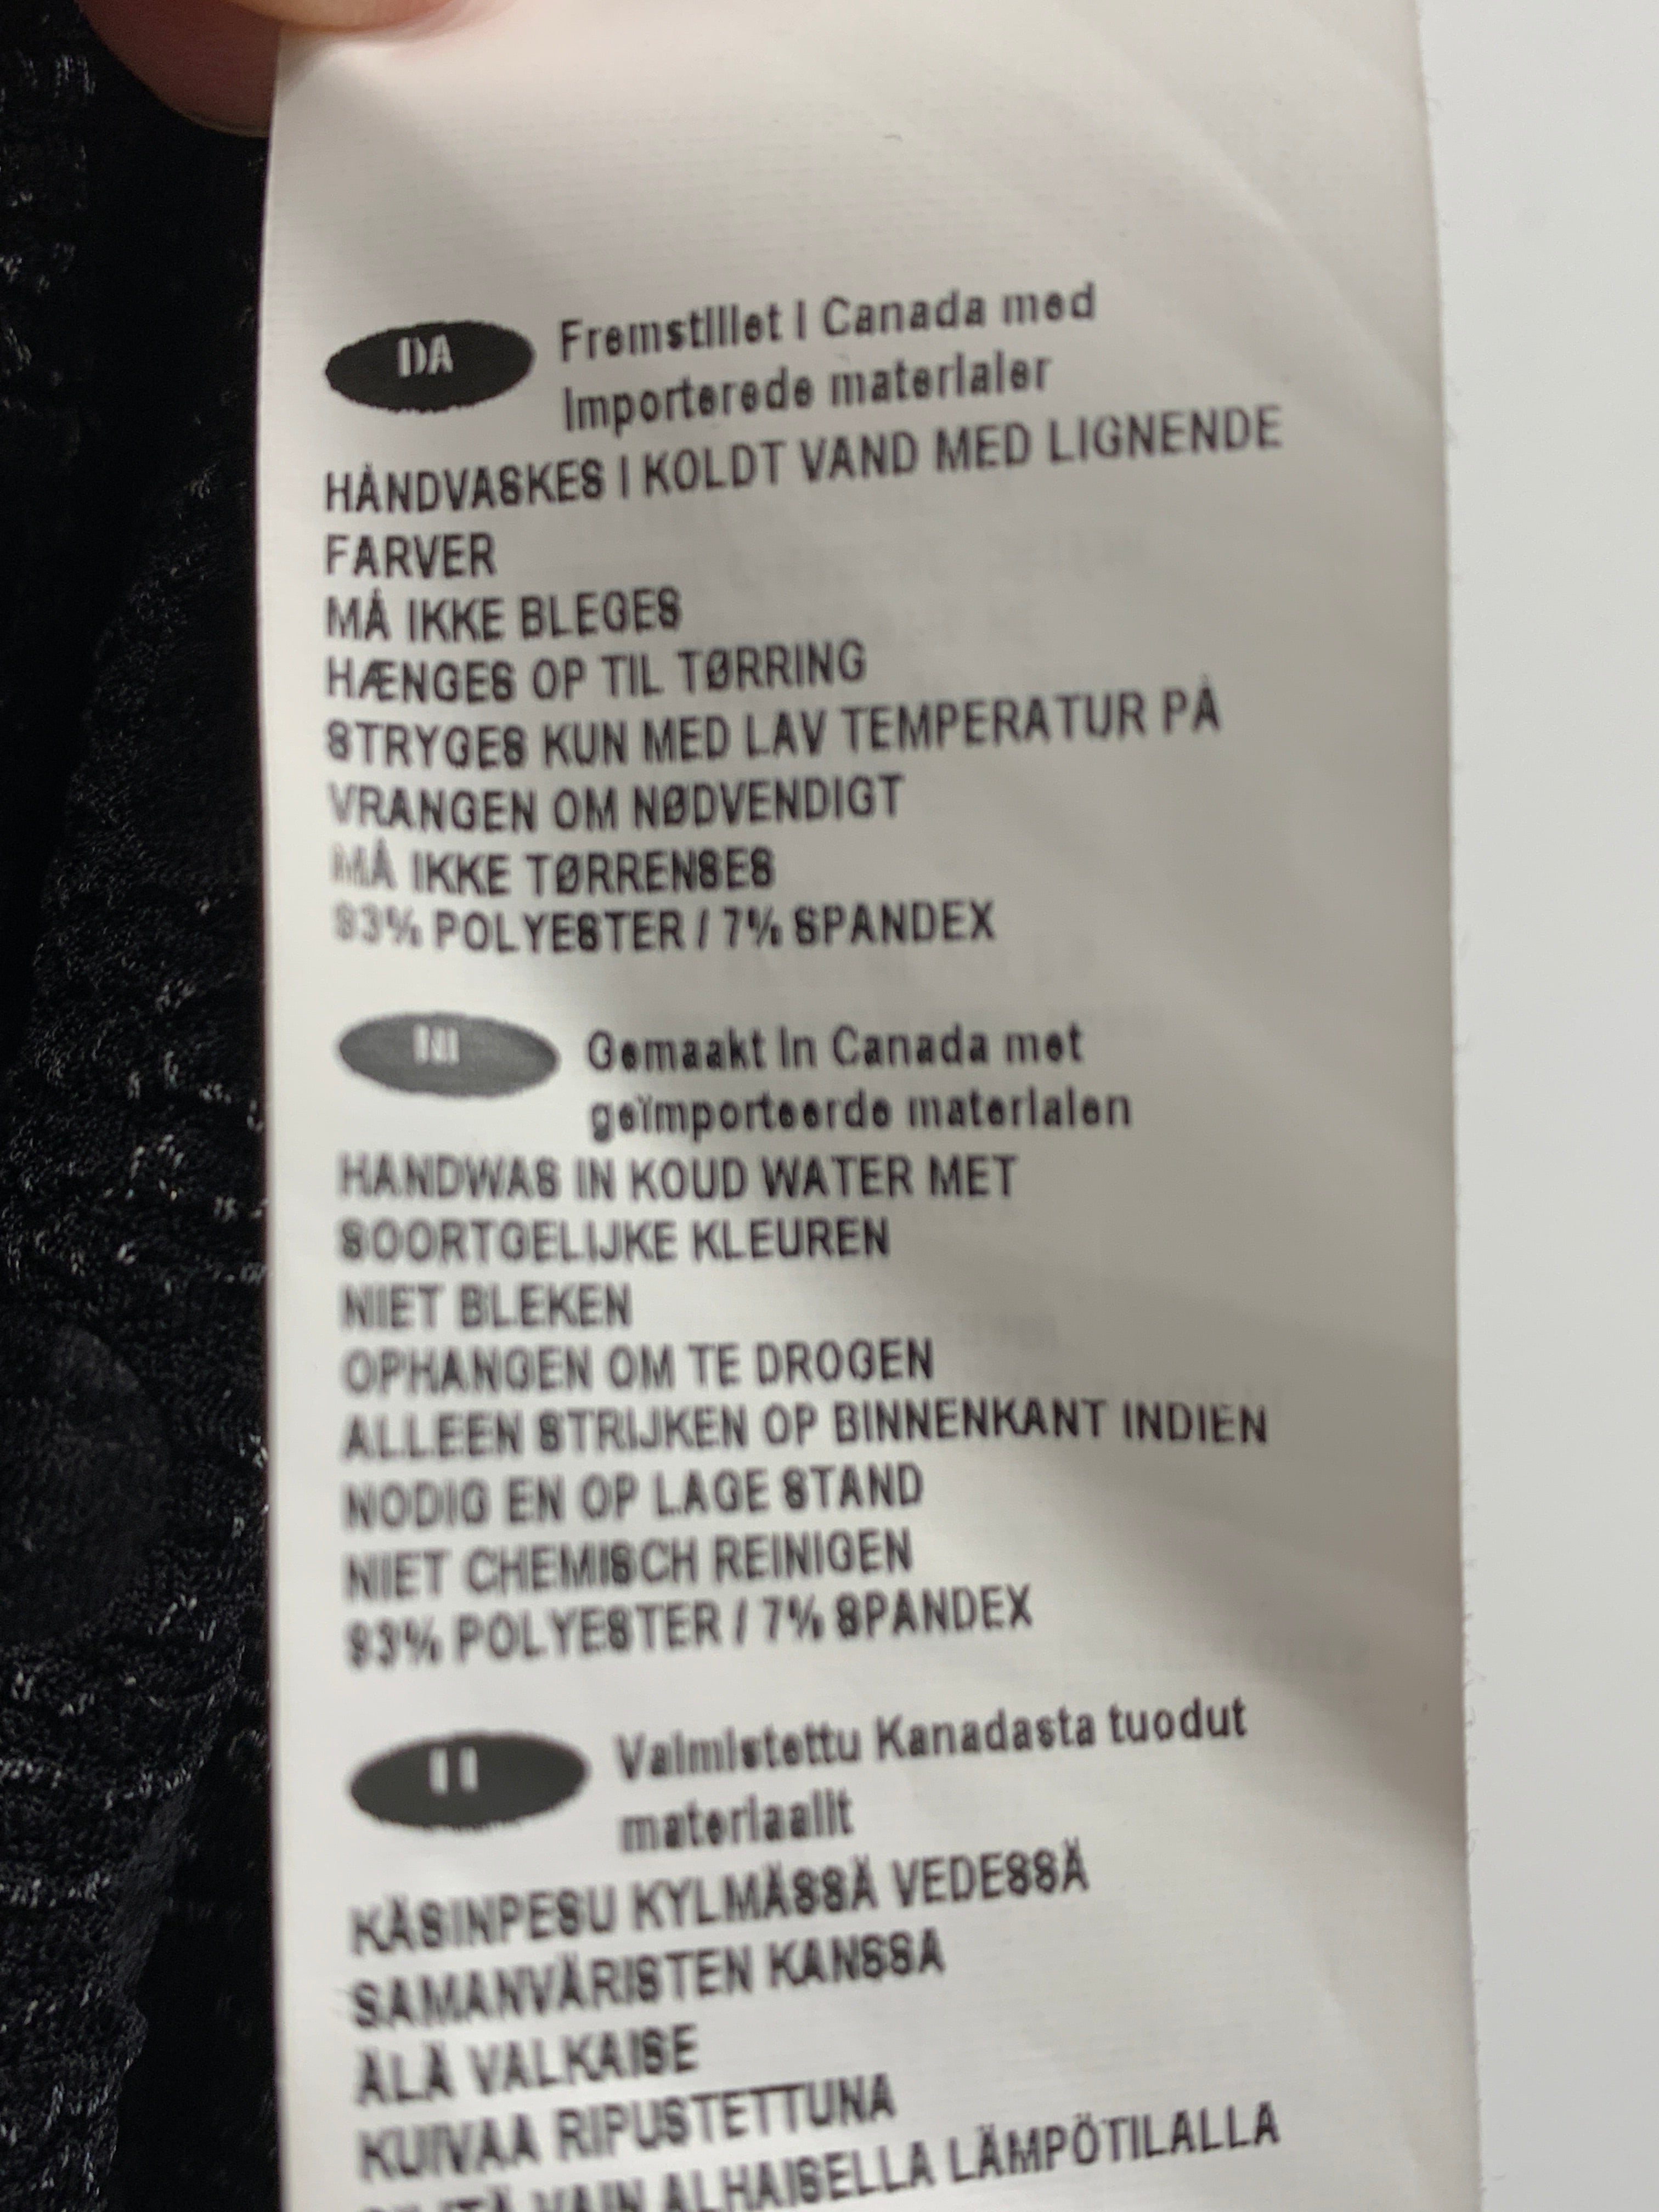 DA Fremstillet i Canada med
importerede materialer
HÅNDVASKES I KOLDT VAND MED LIGNENDE
FARVER
MÅ IKKE BLEGES
HÆNGES OP TIL TØRRING
STRYGES KUN MED LAV TEMPERATUR PÅ
VRANGEN OM NØDVENDIGT
MÅ IKKE TØRRENSES
93% POLYESTER / 7% SPANDEX
Gemaakt in Canada met
geïmporteerde materialen
HANDWAS IN KOUD WATER MET
SOORTGELIJKE KLEUREN
NIET BLEKEN
OPHANGEN OM TE DROGEN
ALLEEN STRIJKEN OP BINNENKANT INDIEN
NODIG EN OP LAGE STAND
NIET CHEMISCH REINIGEN
93% POLYESTER / 7% SPANDEX
Valmistettu Kanadasta tuodut
materiaalit
KÄSINPESU KYLMÄSSÄ VEDESSÄ
SAMANVÄRISTEN KANSSA
ÄLÄ VALKAISE
KUIVAA RIPUSTETTUNA
VAIN ALHAISELLA LÄMPÖTILALLA